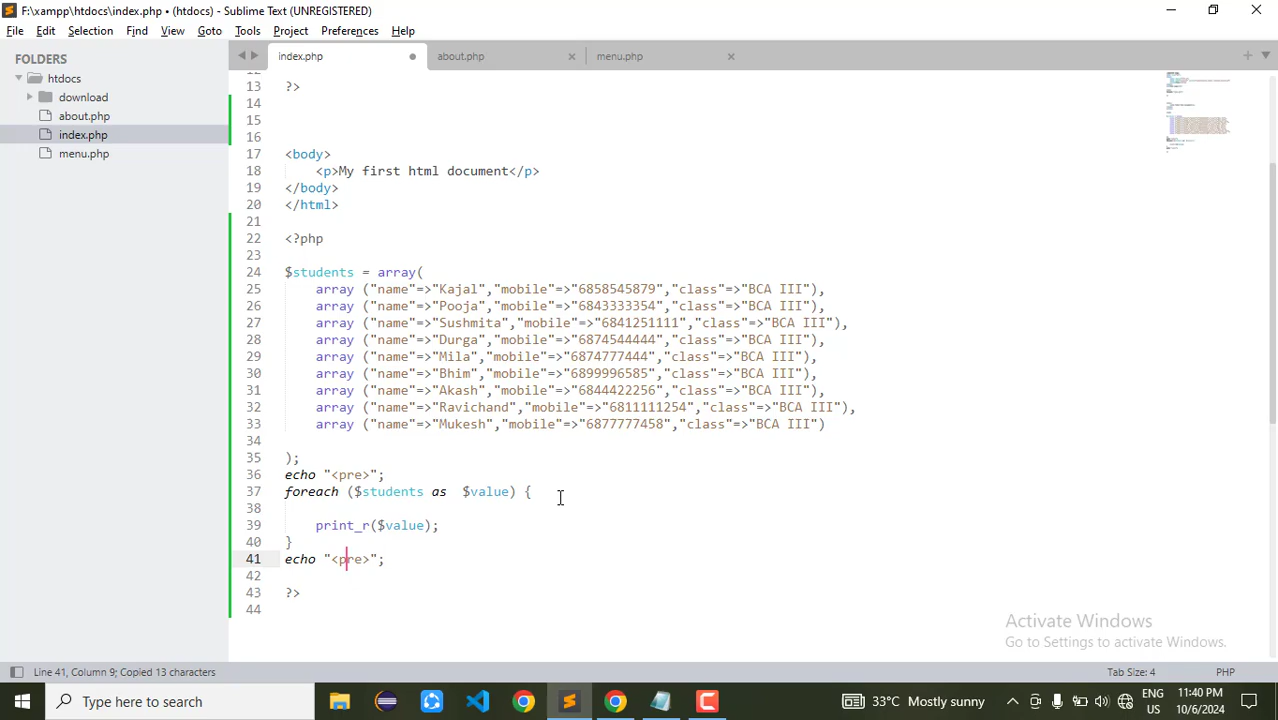 F:\xampp\htdocs\index.php • (htdocs) - Sublime Text (UNREGISTERED)
File Edit Selection Find View Goto Tools Project Preferences Help
FOLDERS
htdocs
download
about.php
index.php
menu.php
index.php about.php menu.php
13 ?>
14
15
16
17 <body>
18 <p>My first html document</p>
19 </body>
20 </html>
21
22 <?php
23
24 $students = array(
25 array ("name"=>"Kajal","mobile"=>"6858545879","class"=>"BCA III"),
26 array ("name"=>"Pooja","mobile"=>"6843333354","class"=>"BCA III"),
27 array ("name"=>"Sushmita","mobile"=>"6841251111","class"=>"BCA III"),
28 array ("name"=>"Durga","mobile"=>"6874544444","class"=>"BCA III"),
29 array ("name"=>"Mila","mobile"=>"6874777444","class"=>"BCA III"),
30 array ("name"=>"Bhim","mobile"=>"6899996585","class"=>"BCA III"),
31 array ("name"=>"Akash","mobile"=>"6844422256","class"=>"BCA III"),
32 array ("name"=>"Ravichand","mobile"=>"6811111254","class"=>"BCA III"),
33 array ("name"=>"Mukesh","mobile"=>"6877777458","class"=>"BCA III")
34
35 );
36 echo "<pre>";
37 foreach ($students as  $value) {
38
39 print_r($value);
40 }
41 echo "<pre>";
42
43 ?>
44
Activate Windows
Go to Settings to activate Windows.
Line 41, Column 9; Copied 13 characters Tab Size: 4 PHP
Type here to search
33°C Mostly sunny
ENG
US
11:40 PM
10/6/2024